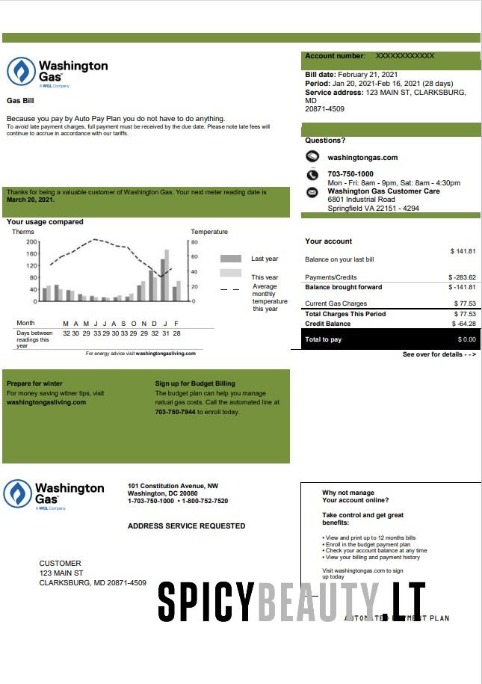 Washington
Gas
A WGL Company
Gas Bill
Because you pay by Auto Pay Plan you do not have to do anything.
To avoid late payment charges, full payment must be received by the due date. Please note late fees will
continue to accrue in accordance with our tariffs.
Account number: XXXXXXXXXXXX
Bill date: February 21, 2021
Period: Jan 20, 2021-Feb 16, 2021 (28 days)
Service address: 123 MAIN ST, CLARKSBURG,
MD
20871-4509
Questions?
washingtongas.com
703-750-1000
Mon - Fri: 8am - 9pm, Sat: 8am - 4:30pm
Washington Gas Customer Care
6801 Industrial Road
Springfield VA 22151 - 4294
Thanks for being a valuable customer of Washington Gas. Your next meter reading date is
March 20, 2021.
Your usage compared
Therms Temperature
200 80
160
120 60
80 40
40 20
0 0
Last year
This year
Average
monthly
temperature
this year
Month M A M J J A S O N D J F
Days between
readings this
year
32 30 29 33 29 30 29 29 33 32 31 28
For energy advice visit washingtongasliving.com
Your account
$ 141.81
Balance on your last bill
Payments/Credits $ -283.62
Balance brought forward $ -141.81
Current Gas Charges $ 77.53
Total Charges This Period $ 77.53
Credit Balance $ -64.28
Total to pay $ 0.00
See over for details - - >
Prepare for winter
For money saving witner tips, visit
washingtongasliving.com
Sign up for Budget Billing
The budget plan can help you manage
natual gas costs. Call the automated line at
703-750-7944 to enroll today.
Washington
Gas
A WGL Company
101 Constitution Avenue, NW
Washington, DC 20080
1-703-750-1000 • 1-800-752-7520
ADDRESS SERVICE REQUESTED
CUSTOMER
123 MAIN ST
CLARKSBURG, MD 20871-4509
Why not manage
Your account online?
Take control and get great
benefits:
• View and print up to 12 months bills
• Enroll in the budget payment plan
• Check your account balance at any time
• View your billing and payment history
Visit washingtongas.com to sign
up today
SPICYBEAUTY.LT
PLAN